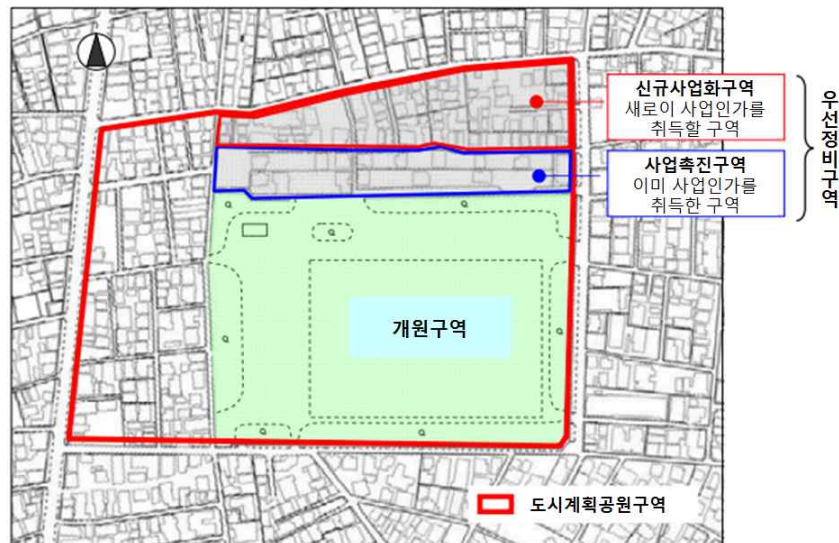 신규사업화구역
새로이 사업인가를
취득할 구역
사업촉진구역
이미 사업인가를
취득한 구역
우선정비구역
개원구역
도시계획공원구역